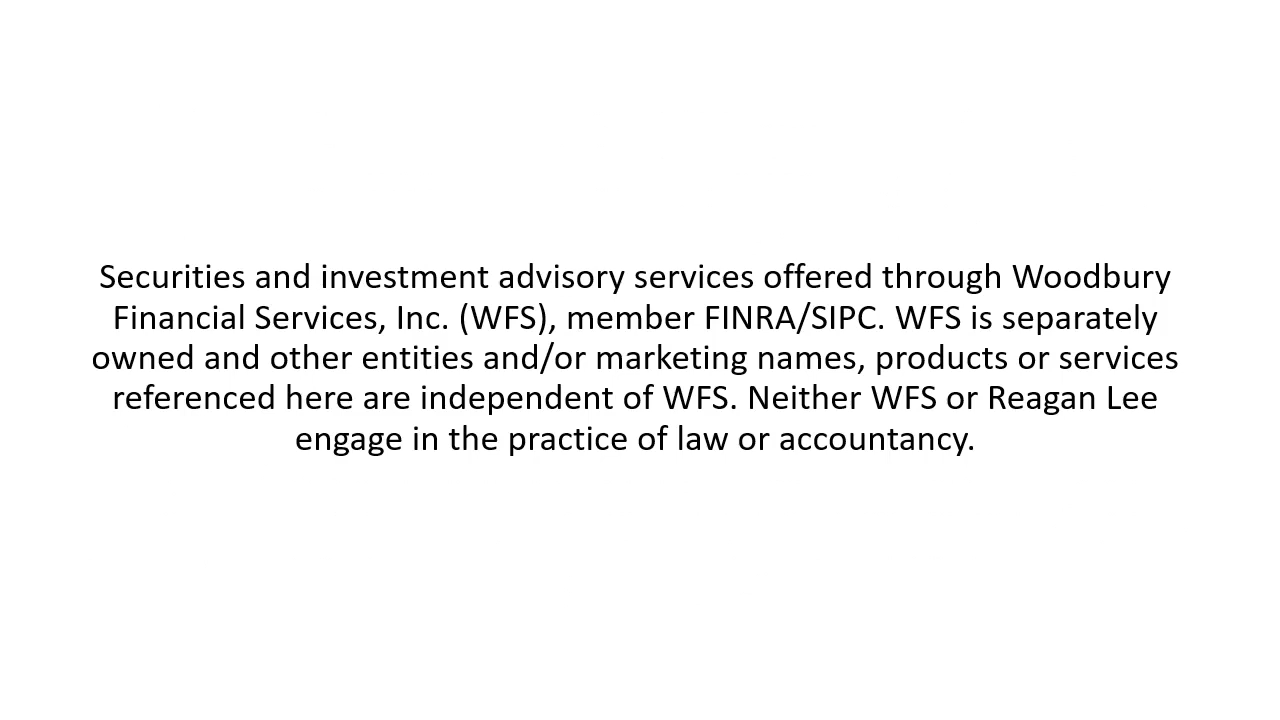 Securities and investment advisory services offered through Woodbury
Financial Services, Inc. (WFS), member FINRA/SIPC. WFS is separately
owned and other entities and/or marketing names, products or services
referenced here are independent of WFS. Neither WFS or Reagan Lee
engage in the practice of law or accountancy.